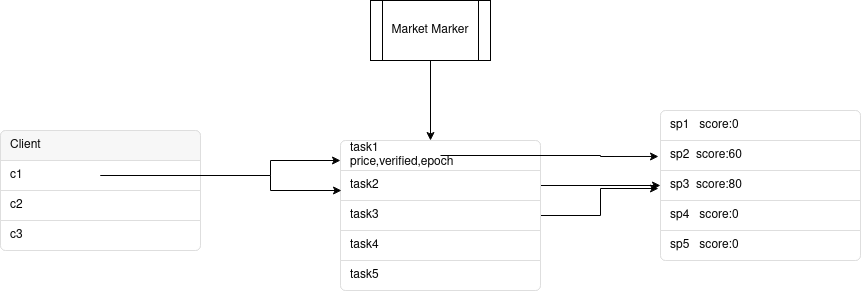 Market Marker
Client
c1
c2
c3
task1
price,verified,epoch
task2
task3
task4
task5
sp1 score:0
sp2 score:60
sp3 score:80
sp4 score:0
sp5 score:0